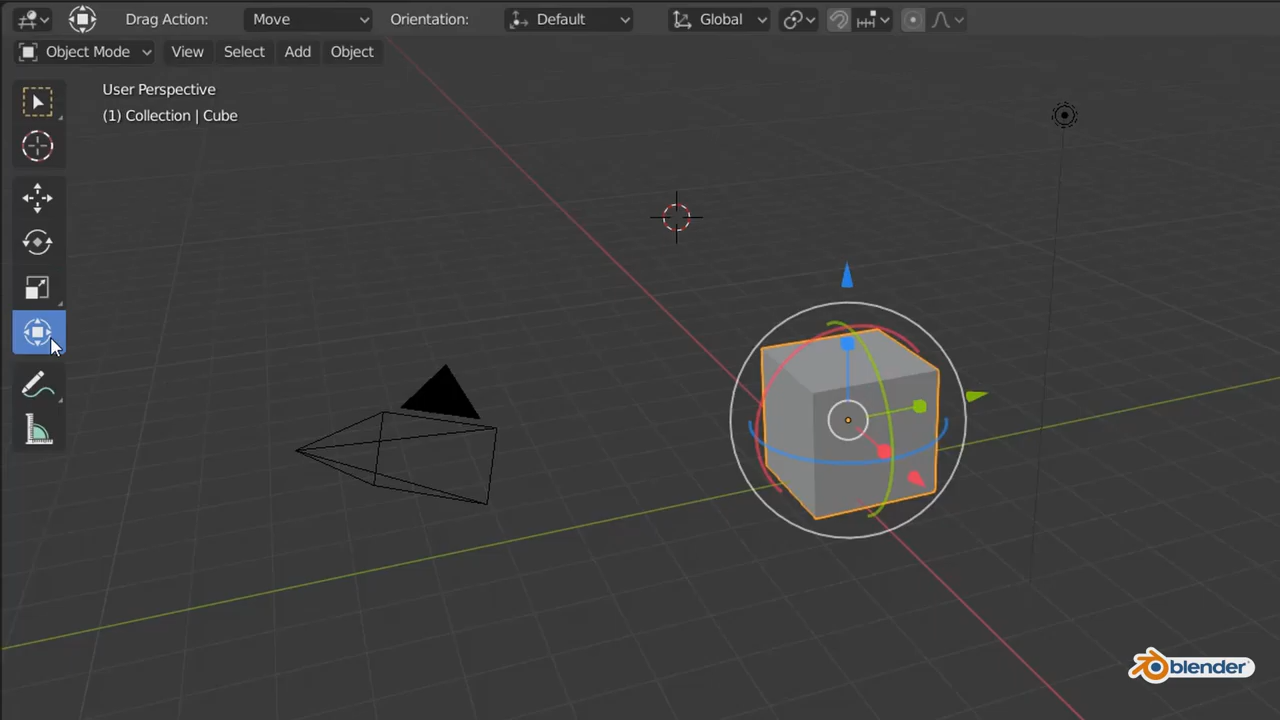 Drag Action: Move Orientation: Default Global
Object Mode View Select Add Object
User Perspective
(1) Collection | Cube
blender